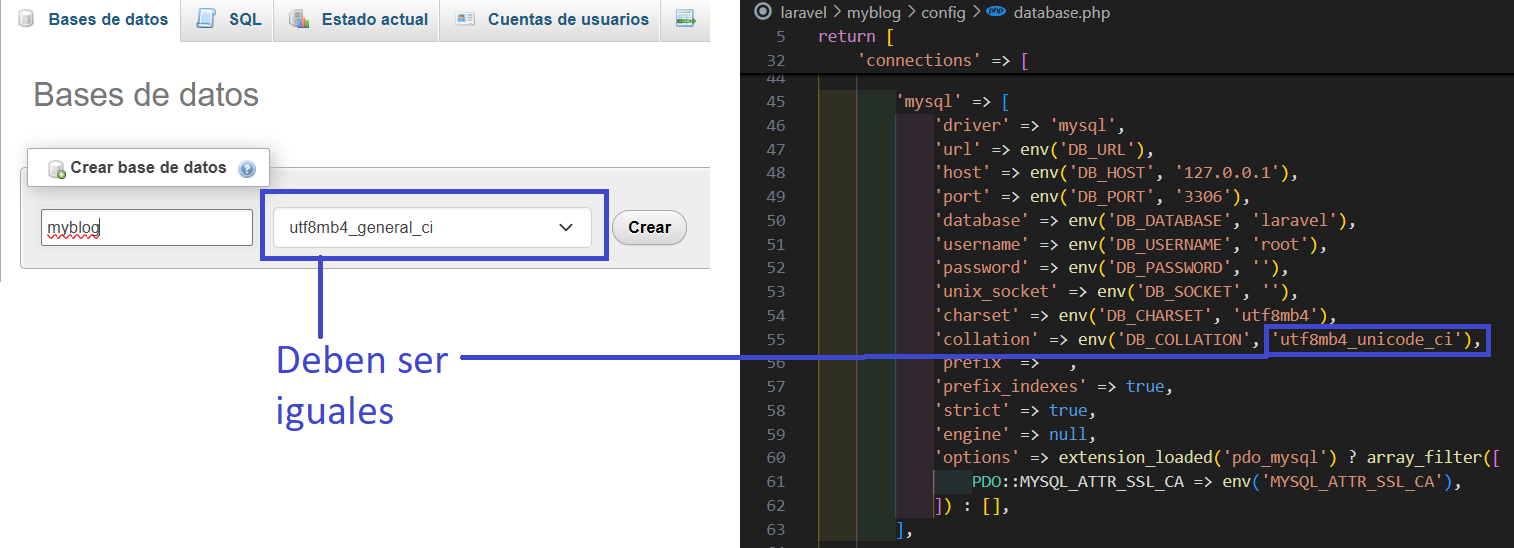 Bases de datos SQL Estado actual Cuentas de usuarios
Bases de datos
Crear base de datos
myblog utf8mb4_general_ci Crear
Deben ser
iguales
laravel > myblog > config > php database.php
5 return [
32 'connections' => [
44
45 'mysql' => [
46 'driver' => 'mysql',
47 'url' => env('DB_URL'),
48 'host' => env('DB_HOST', '127.0.0.1'),
49 'port' => env('DB_PORT', '3306'),
50 'database' => env('DB_DATABASE', 'laravel'),
51 'username' => env('DB_USERNAME', 'root'),
52 'password' => env('DB_PASSWORD', ''),
53 'unix_socket' => env('DB_SOCKET', ''),
54 'charset' => env('DB_CHARSET', 'utf8mb4'),
55 'collation' => env('DB_COLLATION', 'utf8mb4_unicode_ci'),
56 prefix => ,
57 'prefix_indexes' => true,
58 'strict' => true,
59 'engine' => null,
60 'options' => extension_loaded('pdo_mysql') ? array_filter([
61 PDO::MYSQL_ATTR_SSL_CA => env('MYSQL_ATTR_SSL_CA'),
62 ]) : [],
63 ],